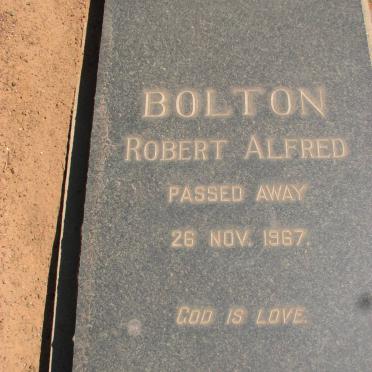 BOLTON
ROBERT ALFRED
PASSED AWAY
26 NOV. 1967.
GOD IS LOVE.